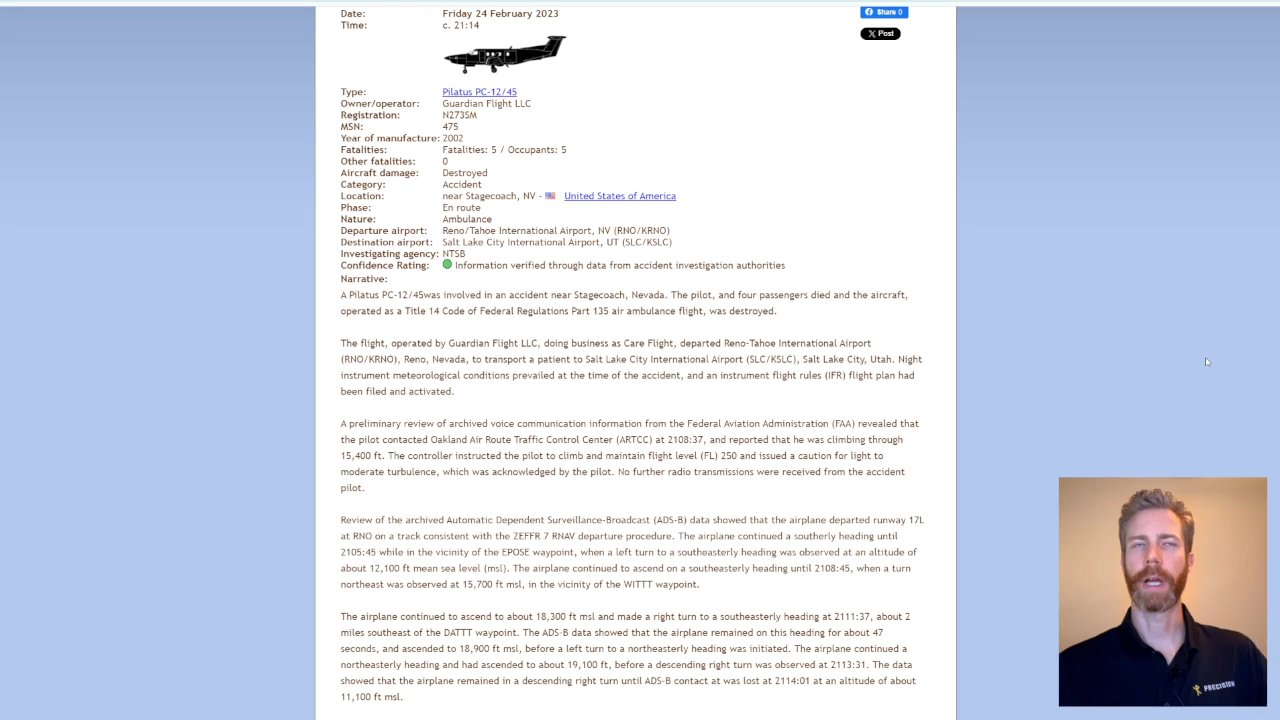 Date: Friday 24 February 2023
Time: c. 21:14
Share 0
X Post
Type: Pilatus PC-12/45
Owner/operator: Guardian Flight LLC
Registration: N273SM
MSN: 475
Year of manufacture: 2002
Fatalities: Fatalities: 5 / Occupants: 5
Other fatalities: 0
Aircraft damage: Destroyed
Category: Accident
Location: near Stagecoach, NV - United States of America
Phase: En route
Nature: Ambulance
Departure airport: Reno/Tahoe International Airport, NV (RNO/KRNO)
Destination airport: Salt Lake City International Airport, UT (SLC/KSLC)
Investigating agency: NTSB
Confidence Rating: Information verified through data from accident investigation authorities
Narrative:
A Pilatus PC-12/45was involved in an accident near Stagecoach, Nevada. The pilot, and four passengers died and the aircraft,
operated as a Title 14 Code of Federal Regulations Part 135 air ambulance flight, was destroyed.
The flight, operated by Guardian Flight LLC, doing business as Care Flight, departed Reno-Tahoe International Airport
(RNO/KRNO), Reno, Nevada, to transport a patient to Salt Lake City International Airport (SLC/KSLC), Salt Lake City, Utah. Night
instrument meteorological conditions prevailed at the time of the accident, and an instrument flight rules (IFR) flight plan had
been filed and activated.
A preliminary review of archived voice communication information from the Federal Aviation Administration (FAA) revealed that
the pilot contacted Oakland Air Route Traffic Control Center (ARTCC) at 2108:37, and reported that he was climbing through
15,400 ft. The controller instructed the pilot to climb and maintain flight level (FL) 250 and issued a caution for light to
moderate turbulence, which was acknowledged by the pilot. No further radio transmissions were received from the accident
pilot.
Review of the archived Automatic Dependent Surveillance-Broadcast (ADS-B) data showed that the airplane departed runway 17L
at RNO on a track consistent with the ZEFFR 7 RNAV departure procedure. The airplane continued a southerly heading until
2105:45 while in the vicinity of the EPOSE waypoint, when a left turn to a southeasterly heading was observed at an altitude of
about 12,100 ft mean sea level (msl). The airplane continued to ascend on a southeasterly heading until 2108:45, when a turn
northeast was observed at 15,700 ft msl, in the vicinity of the WITTT waypoint.
The airplane continued to ascend to about 18,300 ft msl and made a right turn to a southeasterly heading at 2111:37, about 2
miles southeast of the DATTT waypoint. The ADS-B data showed that the airplane remained on this heading for about 47
seconds, and ascended to 18,900 ft msl, before a left turn to a northeasterly heading was initiated. The airplane continued a
northeasterly heading and had ascended to about 19,100 ft, before a descending right turn was observed at 2113:31. The data
showed that the airplane remained in a descending right turn until ADS-B contact at was lost at 2114:01 at an altitude of about
11,100 ft msl.
PRECISION